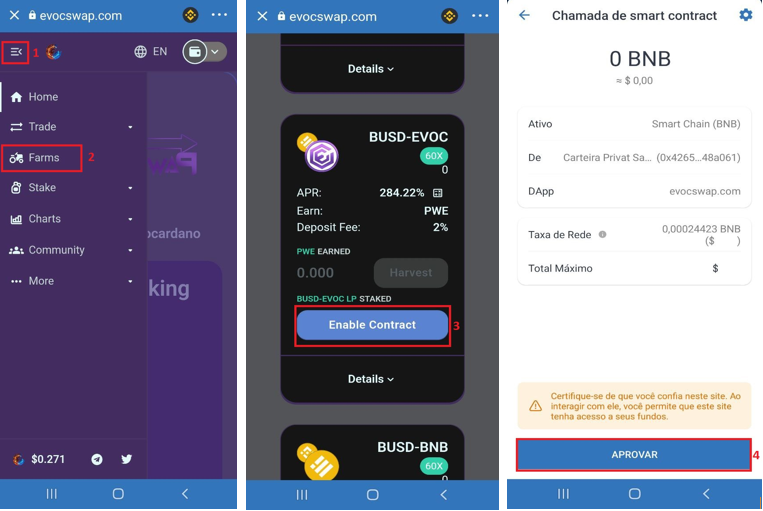 evocswap.com
1
EN
Home
Trade
Farms
2
Stake
Charts
Community
More
ocardano
king
$0.271
evocswap.com
Details
BUSD-EVOC
60X
0
APR: 284.22%
Earn: PWE
Deposit Fee: 2%
PWE EARNED
0.000 Harvest
BUSD-EVOC LP STAKED
Enable Contract
3
Details
BUSD-BNB
60X
0
Chamada de smart contract
0 BNB
≈ $ 0,00
Ativo Smart Chain (BNB)
De Carteira Privat Sa... (0x4265...48a061)
DApp evocswap.com
Taxa de Rede 0,00024423 BNB
($ )
Total Máximo $
Certifique-se de que você confia neste site. Ao
interagir com ele, você permite que este site
tenha acesso a seus fundos.
APROVAR
4